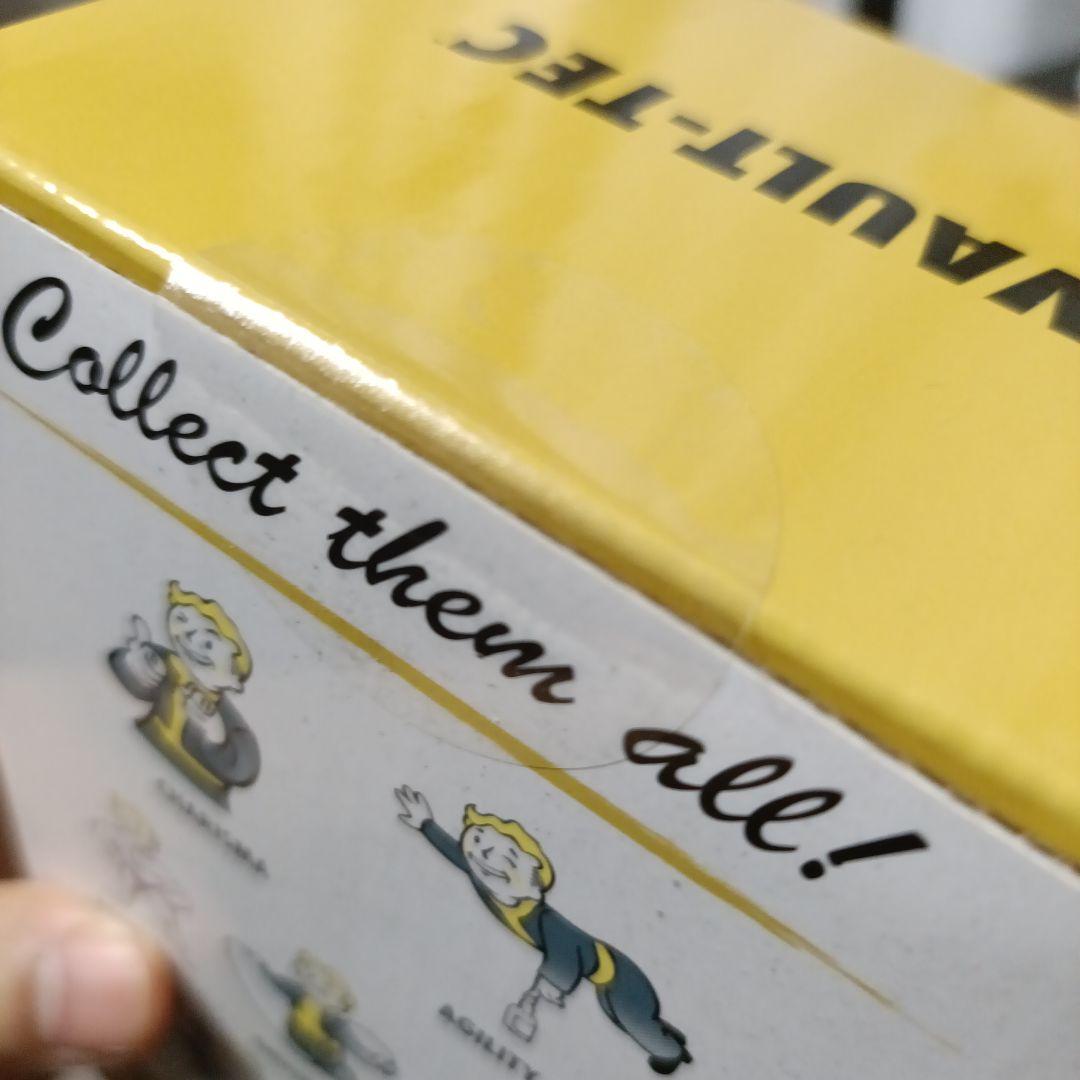 VAULT-TEC
Collect them all!
CHARISMA
AGILITY